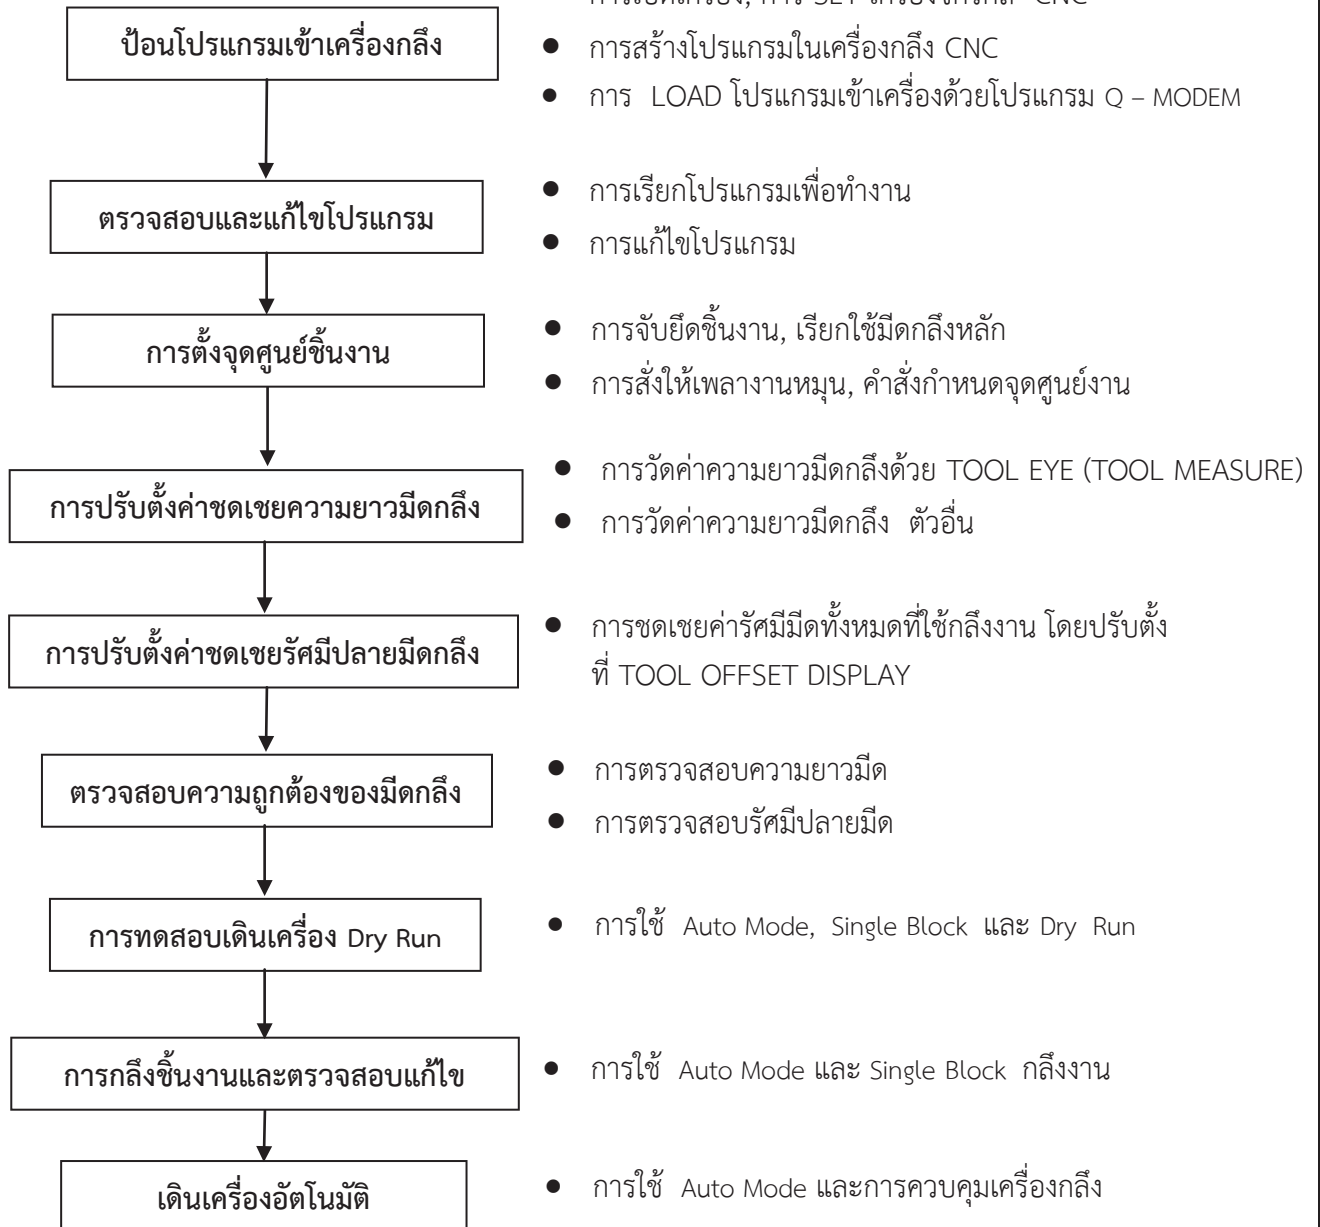 ป้อนโปรแกรมเข้าเครื่องกลึง
● การสร้างโปรแกรมในเครื่องกลึง CNC
● การ LOAD โปรแกรมเข้าเครื่องด้วยโปรแกรม Q – MODEM
ตรวจสอบและแก้ไขโปรแกรม
● การเรียกโปรแกรมเพื่อทำงาน
● การแก้ไขโปรแกรม
การตั้งจุดศูนย์ชิ้นงาน
● การจับยึดชิ้นงาน, เรียกใช้มีดกลึงหลัก
● การสั่งให้เพลางานหมุน, คำสั่งกำหนดจุดศูนย์งาน
การปรับตั้งค่าชดเชยความยาวมีดกลึง
● การวัดค่าความยาวมีดกลึงด้วย TOOL EYE (TOOL MEASURE)
● การวัดค่าความยาวมีดกลึง ตัวอื่น
การปรับตั้งค่าชดเชยรัศมีปลายมีดกลึง
● การชดเชยค่ารัศมีมีดทั้งหมดที่ใช้กลึงงาน โดยปรับตั้ง
ที่ TOOL OFFSET DISPLAY
ตรวจสอบความถูกต้องของมีดกลึง
● การตรวจสอบความยาวมีด
● การตรวจสอบรัศมีปลายมีด
การทดสอบเดินเครื่อง Dry Run
● การใช้ Auto Mode, Single Block และ Dry Run
การกลึงชิ้นงานและตรวจสอบแก้ไข
● การใช้ Auto Mode และ Single Block กลึงงาน
เดินเครื่องอัตโนมัติ
● การใช้ Auto Mode และการควบคุมเครื่องกลึง